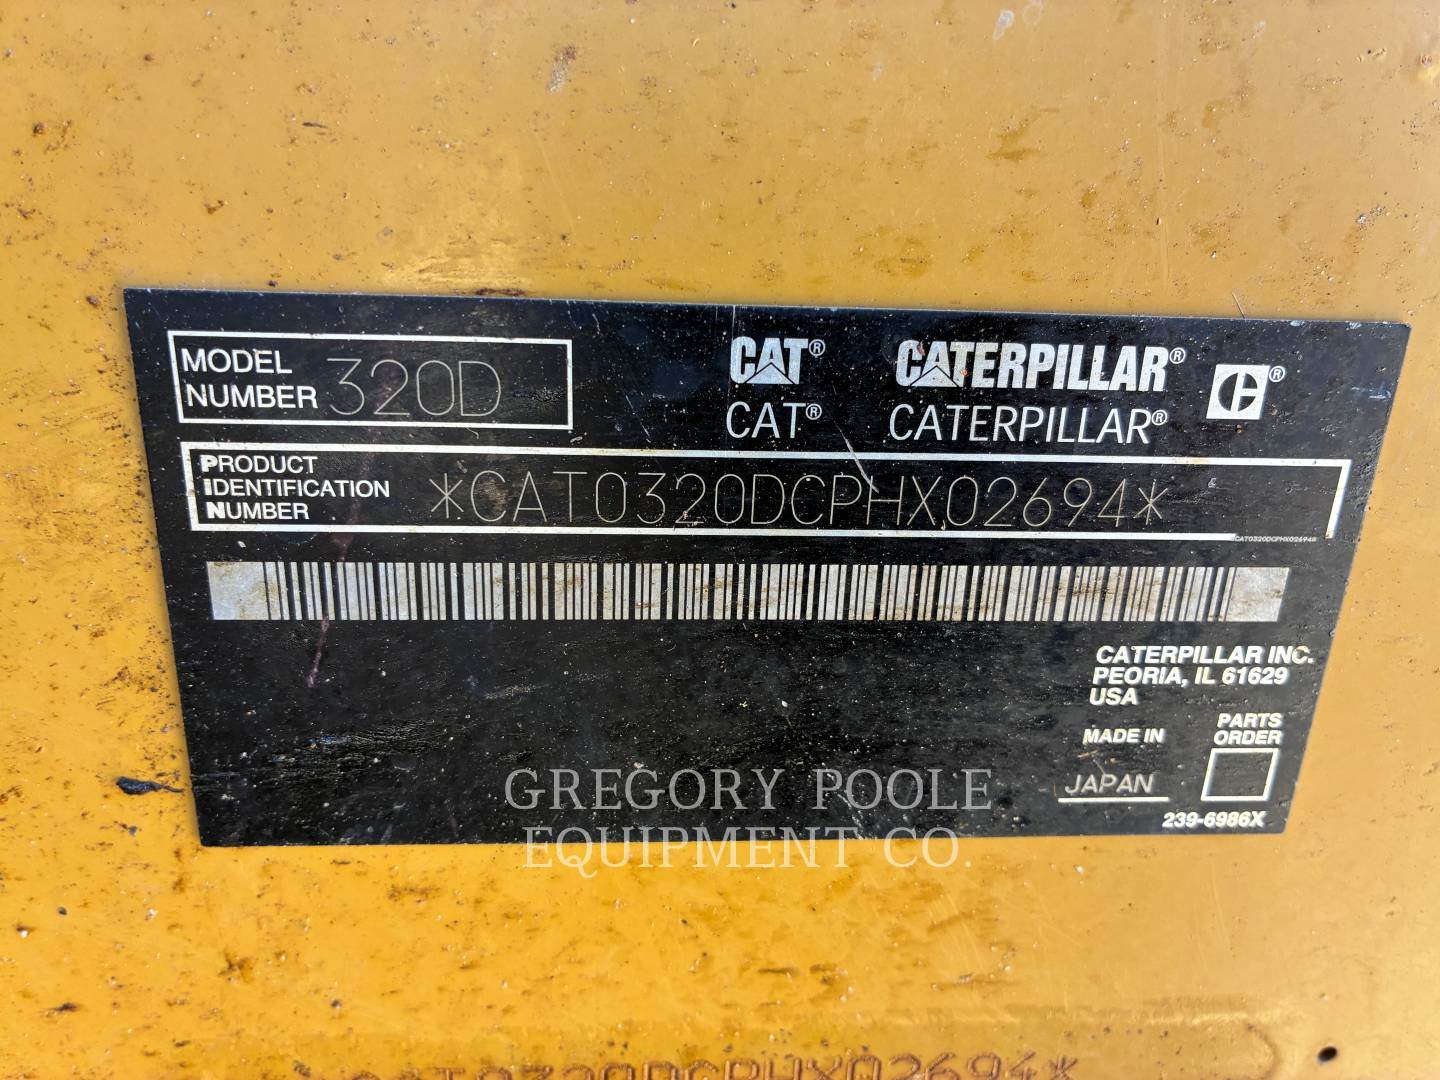 MODEL
NUMBER 320D
CAT® CATERPILLAR® ®
CAT® CATERPILLAR®
PRODUCT
IDENTIFICATION
NUMBER
*CAT0320DCPHX02694*
CATERPILLAR INC.
PEORIA, IL 61629
USA
MADE IN
JAPAN
PARTS
ORDER
239-6986X
GREGORY POOLE
EQUIPMENT CO.
CAT0320DCPHX02694*